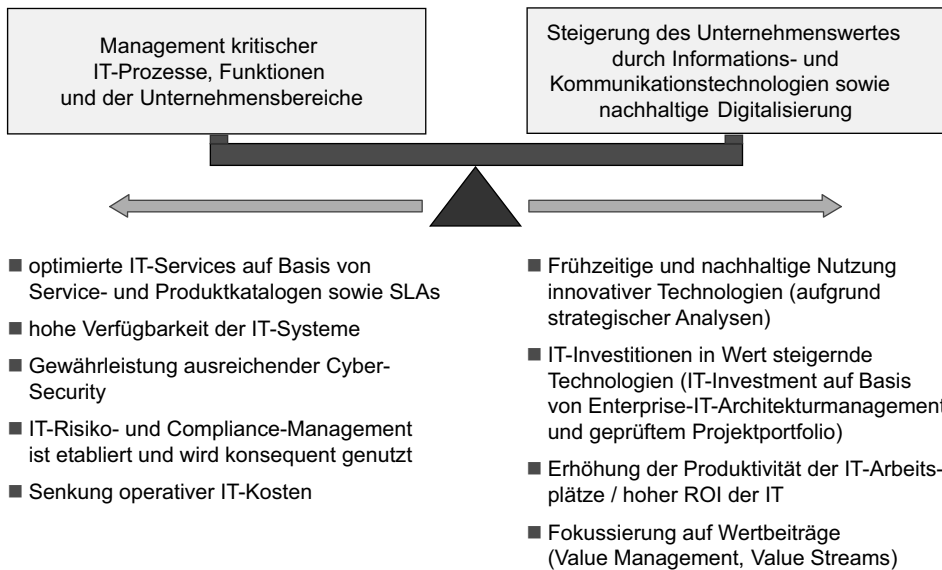 Management kritischer
IT-Prozesse, Funktionen
und der Unternehmensbereiche
Steigerung des Unternehmenswertes
durch Informations- und
Kommunikationstechnologien sowie
nachhaltige Digitalisierung
■ optimierte IT-Services auf Basis von
Service- und Produktkatalogen sowie SLAs
■ hohe Verfügbarkeit der IT-Systeme
■ Gewährleistung ausreichender Cyber-
Security
■ IT-Risiko- und Compliance-Management
ist etabliert und wird konsequent genutzt
■ Senkung operativer IT-Kosten
■ Frühzeitige und nachhaltige Nutzung
innovativer Technologien (aufgrund
strategischer Analysen)
■ IT-Investitionen in Wert steigernde
Technologien (IT-Investment auf Basis
von Enterprise-IT-Architekturmanagement
und geprüftem Projektportfolio)
■ Erhöhung der Produktivität der IT-Arbeits-
plätze / hoher ROI der IT
■ Fokussierung auf Wertbeiträge
(Value Management, Value Streams)